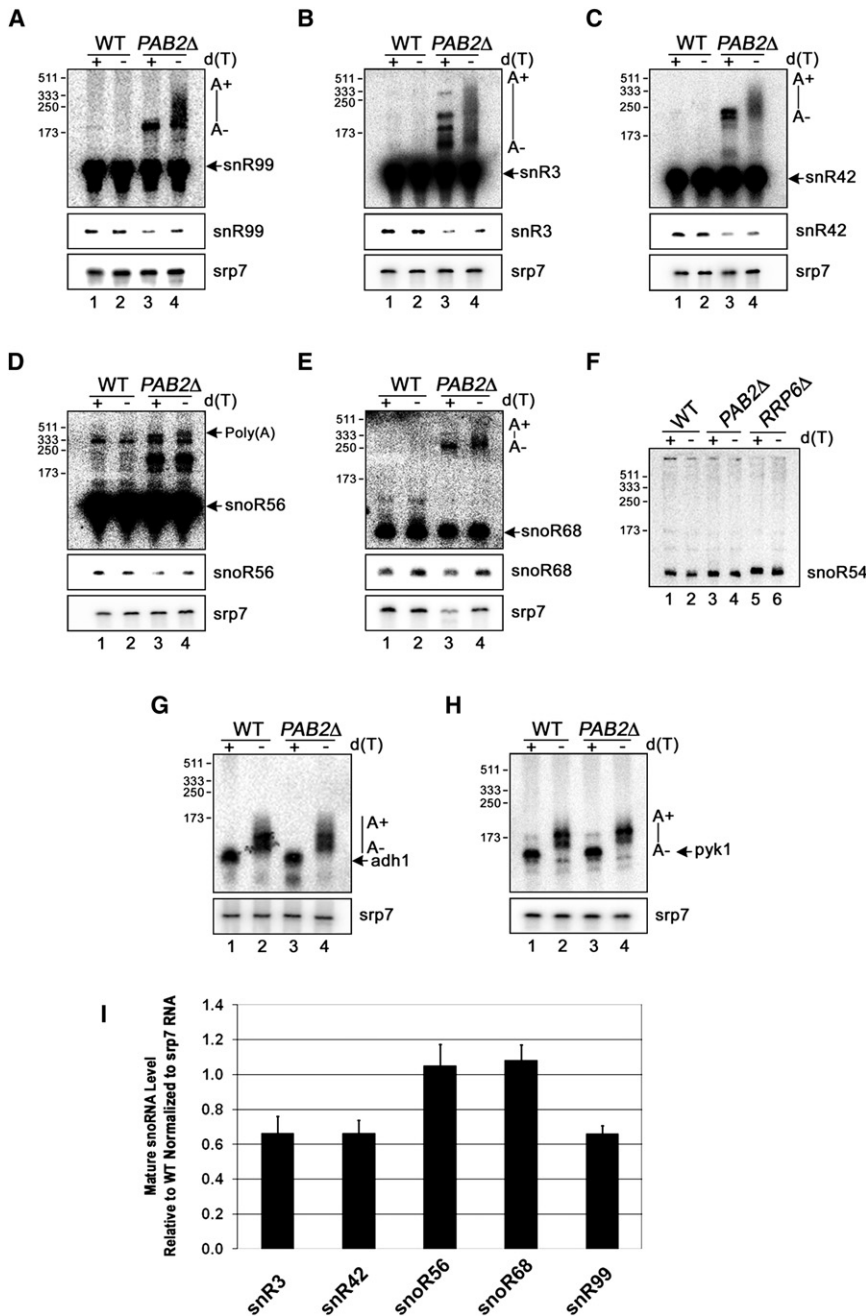 A
WT PAB2Δ
+ - + - d(T)
511
333
250
173
A+
A-
snR99
snR99
srp7
1 2 3 4
B
WT PAB2Δ
+ - + - d(T)
511
333
250
173
A+
A-
snR3
snR3
srp7
1 2 3 4
C
WT PAB2Δ
+ - + - d(T)
511
333
250
173
A+
A-
snR42
snR42
srp7
1 2 3 4
D
WT PAB2Δ
+ - + - d(T)
511
333
250
173
Poly(A)
snoR56
snoR56
srp7
1 2 3 4
E
WT PAB2Δ
+ - + - d(T)
511
333
250
173
A+
A-
snoR68
snoR68
srp7
1 2 3 4
F
WT PAB2Δ RRP6Δ
+ - + - + - d(T)
511
333
250
173
snoR54
1 2 3 4 5 6
G
WT PAB2Δ
+ - + - d(T)
511
333
250
173
A+
A-
adh1
srp7
1 2 3 4
H
WT PAB2Δ
+ - + - d(T)
511
333
250
173
A+
A- pyk1
srp7
1 2 3 4
I
Mature snoRNA Level
Relative to WT Normalized to srp7 RNA
1.4
1.2
1.0
0.8
0.6
0.4
0.2
0.0
snR3 snR42 snoR56 snoR68 snR99